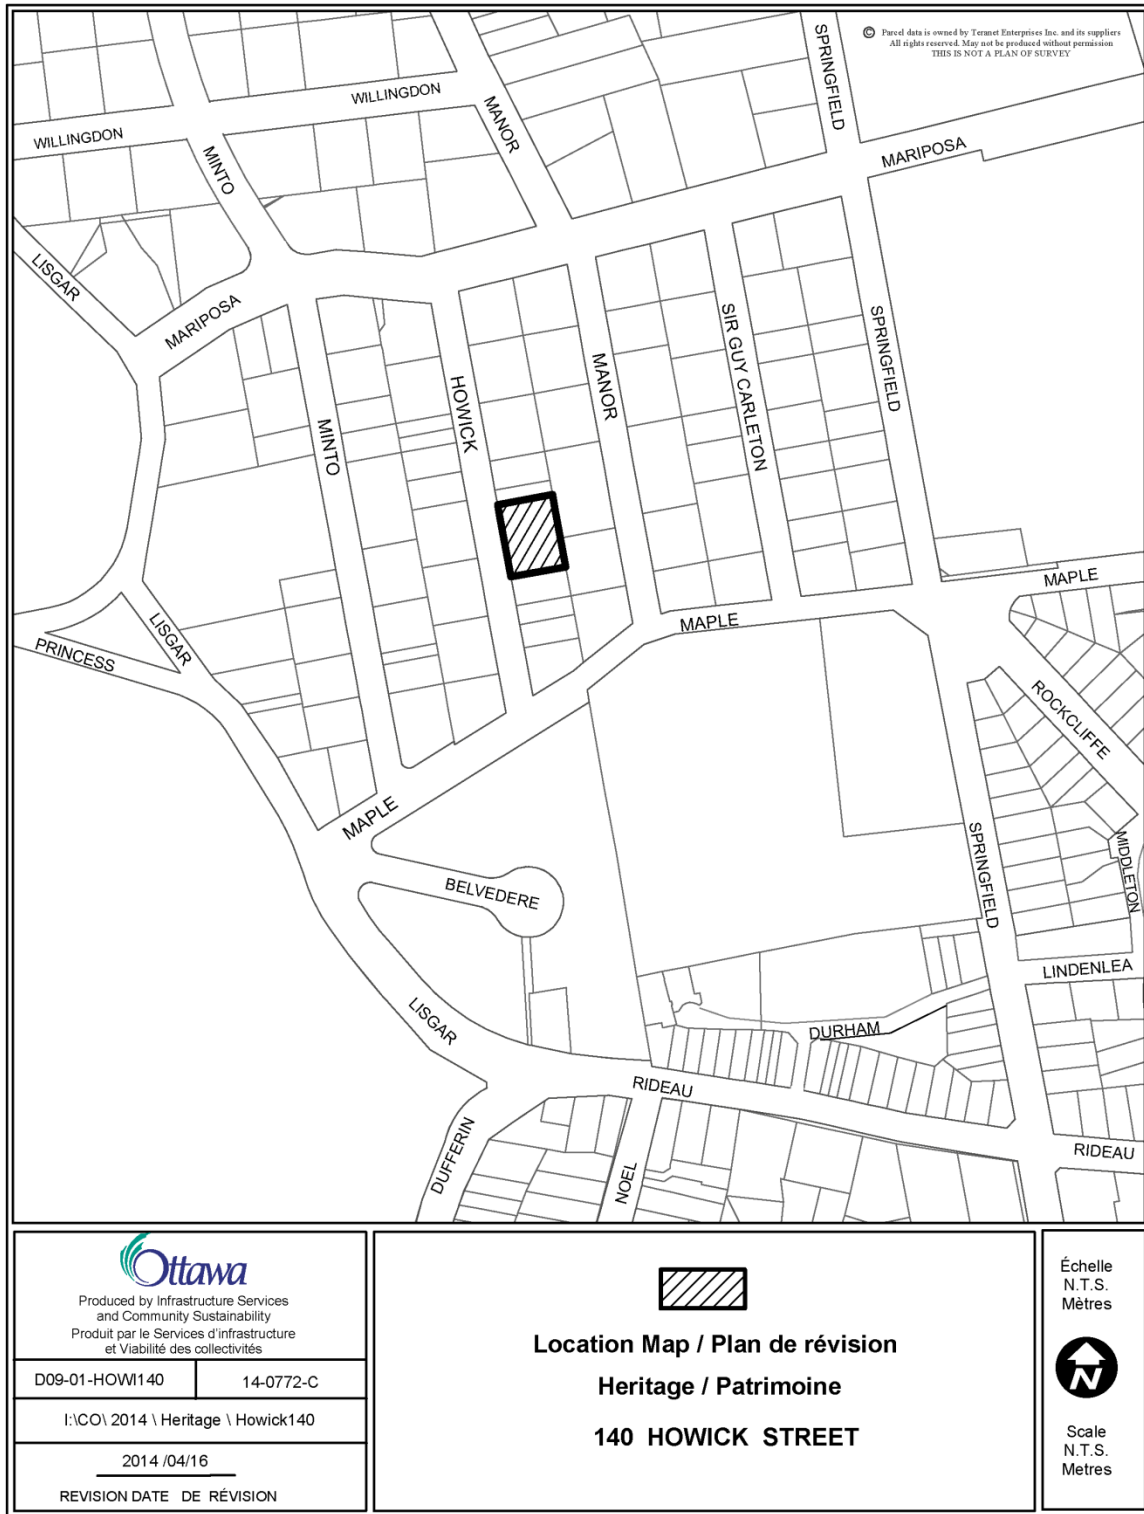 © Parcel data is owned by Teranet Enterprises Inc. and its suppliers
All rights reserved. May not be produced without permission
THIS IS NOT A PLAN OF SURVEY
SPRINGFIELD
WILLINGDON
MANOR
WILLINGDON
MINTO
MARIPOSA
LISGAR
MARIPOSA
HOWICK
MANOR
SIR GUY CARLETON
SPRINGFIELD
MINTO
MAPLE
MAPLE
LISGAR
PRINCESS
ROCKCLIFFE
MAPLE
SPRINGFIELD
MIDDLETON
BELVEDERE
LINDENLEA
LISGAR
DURHAM
RIDEAU
RIDEAU
DUFFERIN
NOEL
Ottawa
Produced by Infrastructure Services
and Community Sustainability
Produit par le Services d'infrastructure
et Viabilité des collectivités
D09-01-HOWI140
14-0772-C
I:\CO\ 2014 \ Heritage \ Howick140
2014 /04/16
REVISION DATE DE RÉVISION
Location Map / Plan de révision
Heritage / Patrimoine
140 HOWICK STREET
Échelle
N.T.S.
Mètres
N
Scale
N.T.S.
Metres